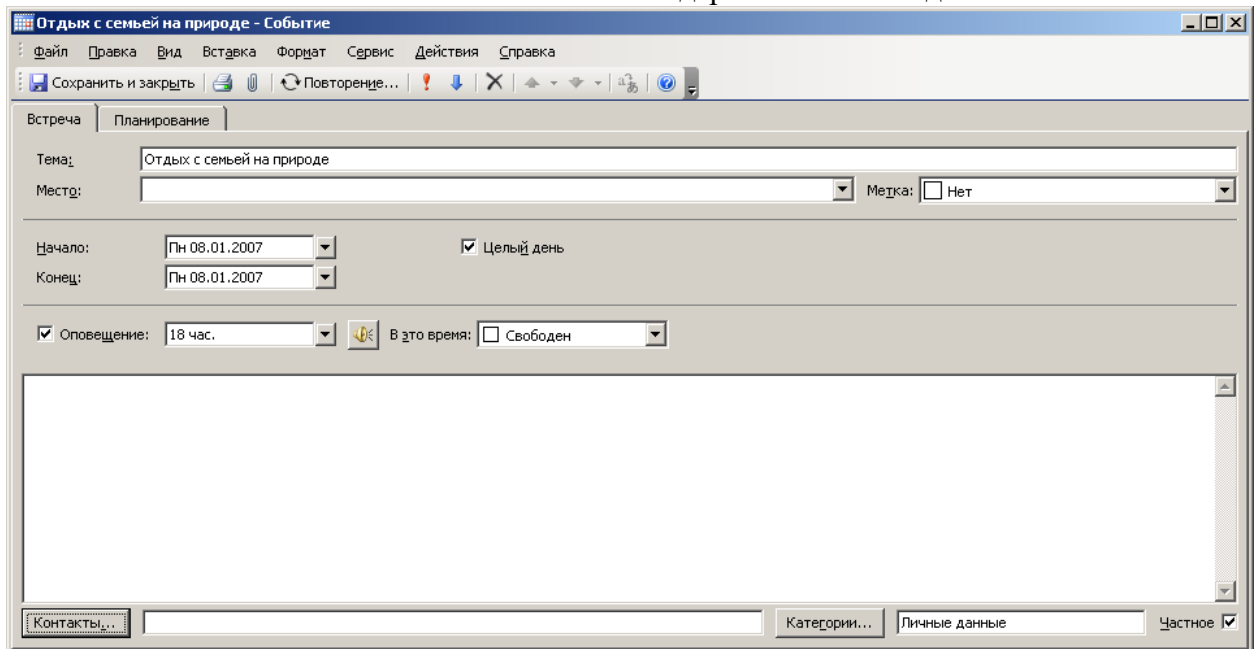 Отдых с семьей на природе - Событие
Файл Правка Вид Вставка Формат Сервис Действия Справка
Сохранить и закрыть Повторение...
Встреча Планирование
Тема: Отдых с семьей на природе
Место: Метка: Нет
Начало: Пн 08.01.2007 Целый день
Конец: Пн 08.01.2007
Оповещение: 18 час. В это время: Свободен
Контакты... Категории... Личные данные Частное